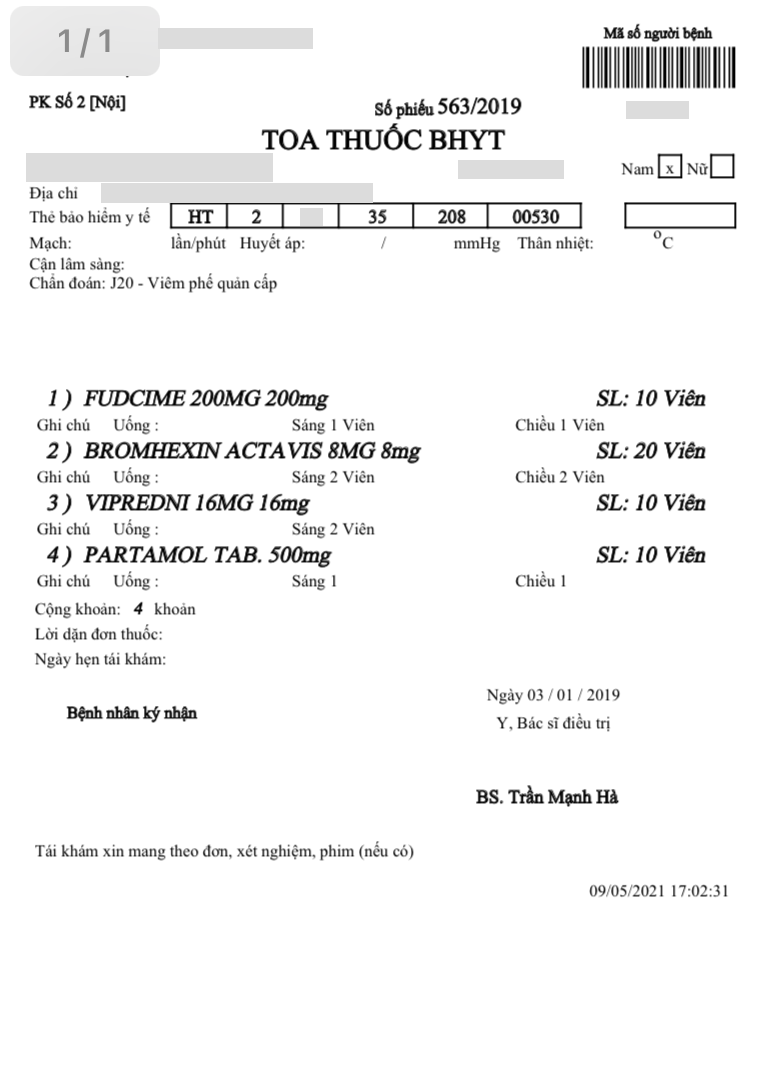 1/1
Mã số người bệnh
PK Số 2 [Nội]
Số phiếu 563/2019
TOA THUỐC BHYT
Nam x Nữ
Địa chỉ
Thẻ bảo hiểm y tế HT 2 35 208 00530
Mạch: lần/phút Huyết áp: / mmHg Thân nhiệt: °C
Cận lâm sàng:
Chẩn đoán: J20 - Viêm phế quản cấp
1 ) FUDCIME 200MG 200mg SL: 10 Viên
Ghi chú Uống : Sáng 1 Viên Chiều 1 Viên
2 ) BROMHEXIN ACTAVIS 8MG 8mg SL: 20 Viên
Ghi chú Uống : Sáng 2 Viên Chiều 2 Viên
3 ) VIPREDNI 16MG 16mg SL: 10 Viên
Ghi chú Uống : Sáng 2 Viên
4 ) PARTAMOL TAB. 500mg SL: 10 Viên
Ghi chú Uống : Sáng 1 Chiều 1
Cộng khoản: 4 khoản
Lời dặn đơn thuốc:
Ngày hẹn tái khám:
Ngày 03 / 01 / 2019
Bệnh nhân ký nhận
Y, Bác sĩ điều trị
BS. Trần Mạnh Hà
Tái khám xin mang theo đơn, xét nghiệm, phim (nếu có)
09/05/2021 17:02:31